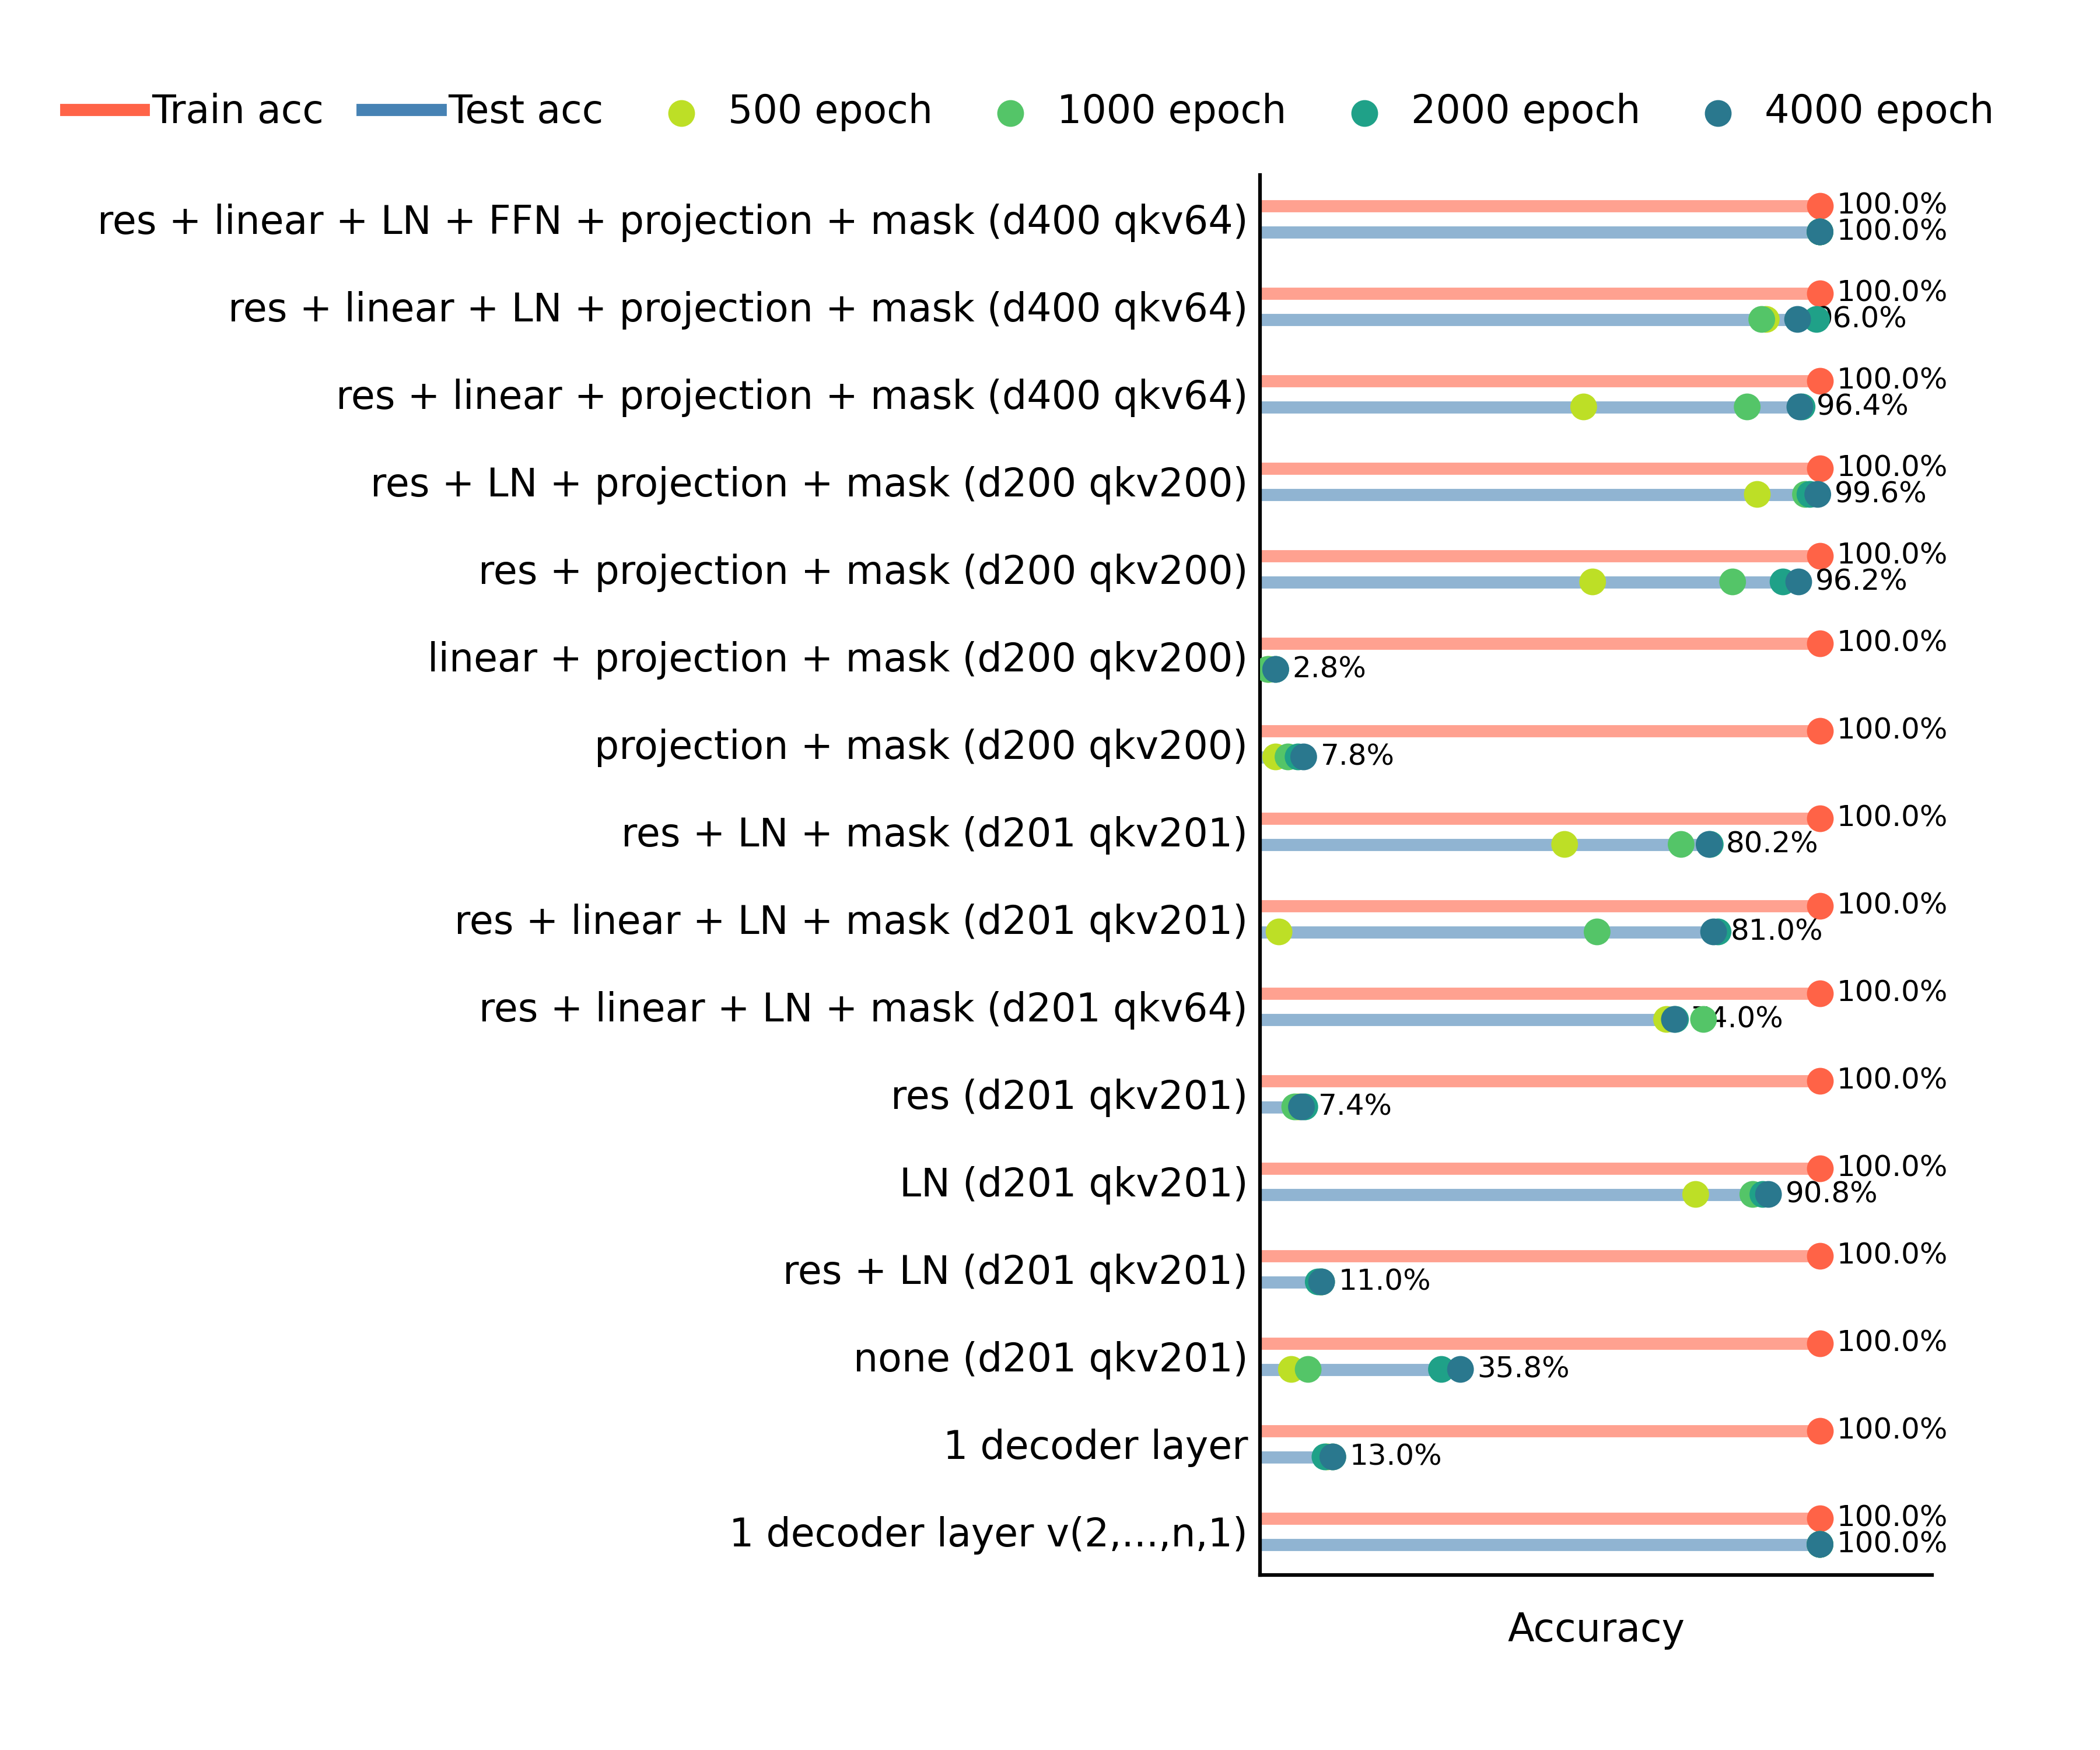 Train acc Test acc 500 epoch 1000 epoch 2000 epoch 4000 epoch
res + linear + LN + FFN + projection + mask (d400 qkv64) 100.0%
100.0%
res + linear + LN + projection + mask (d400 qkv64) 100.0%
96.0%
res + linear + projection + mask (d400 qkv64) 100.0%
96.4%
res + LN + projection + mask (d200 qkv200) 100.0%
99.6%
res + projection + mask (d200 qkv200) 100.0%
96.2%
linear + projection + mask (d200 qkv200) 100.0%
2.8%
projection + mask (d200 qkv200) 100.0%
7.8%
res + LN + mask (d201 qkv201) 100.0%
80.2%
res + linear + LN + mask (d201 qkv201) 100.0%
81.0%
res + linear + LN + mask (d201 qkv64) 100.0%
74.0%
res (d201 qkv201) 100.0%
7.4%
LN (d201 qkv201) 100.0%
90.8%
res + LN (d201 qkv201) 100.0%
11.0%
none (d201 qkv201) 100.0%
35.8%
1 decoder layer 100.0%
13.0%
1 decoder layer v(2,...,n,1) 100.0%
100.0%
Accuracy